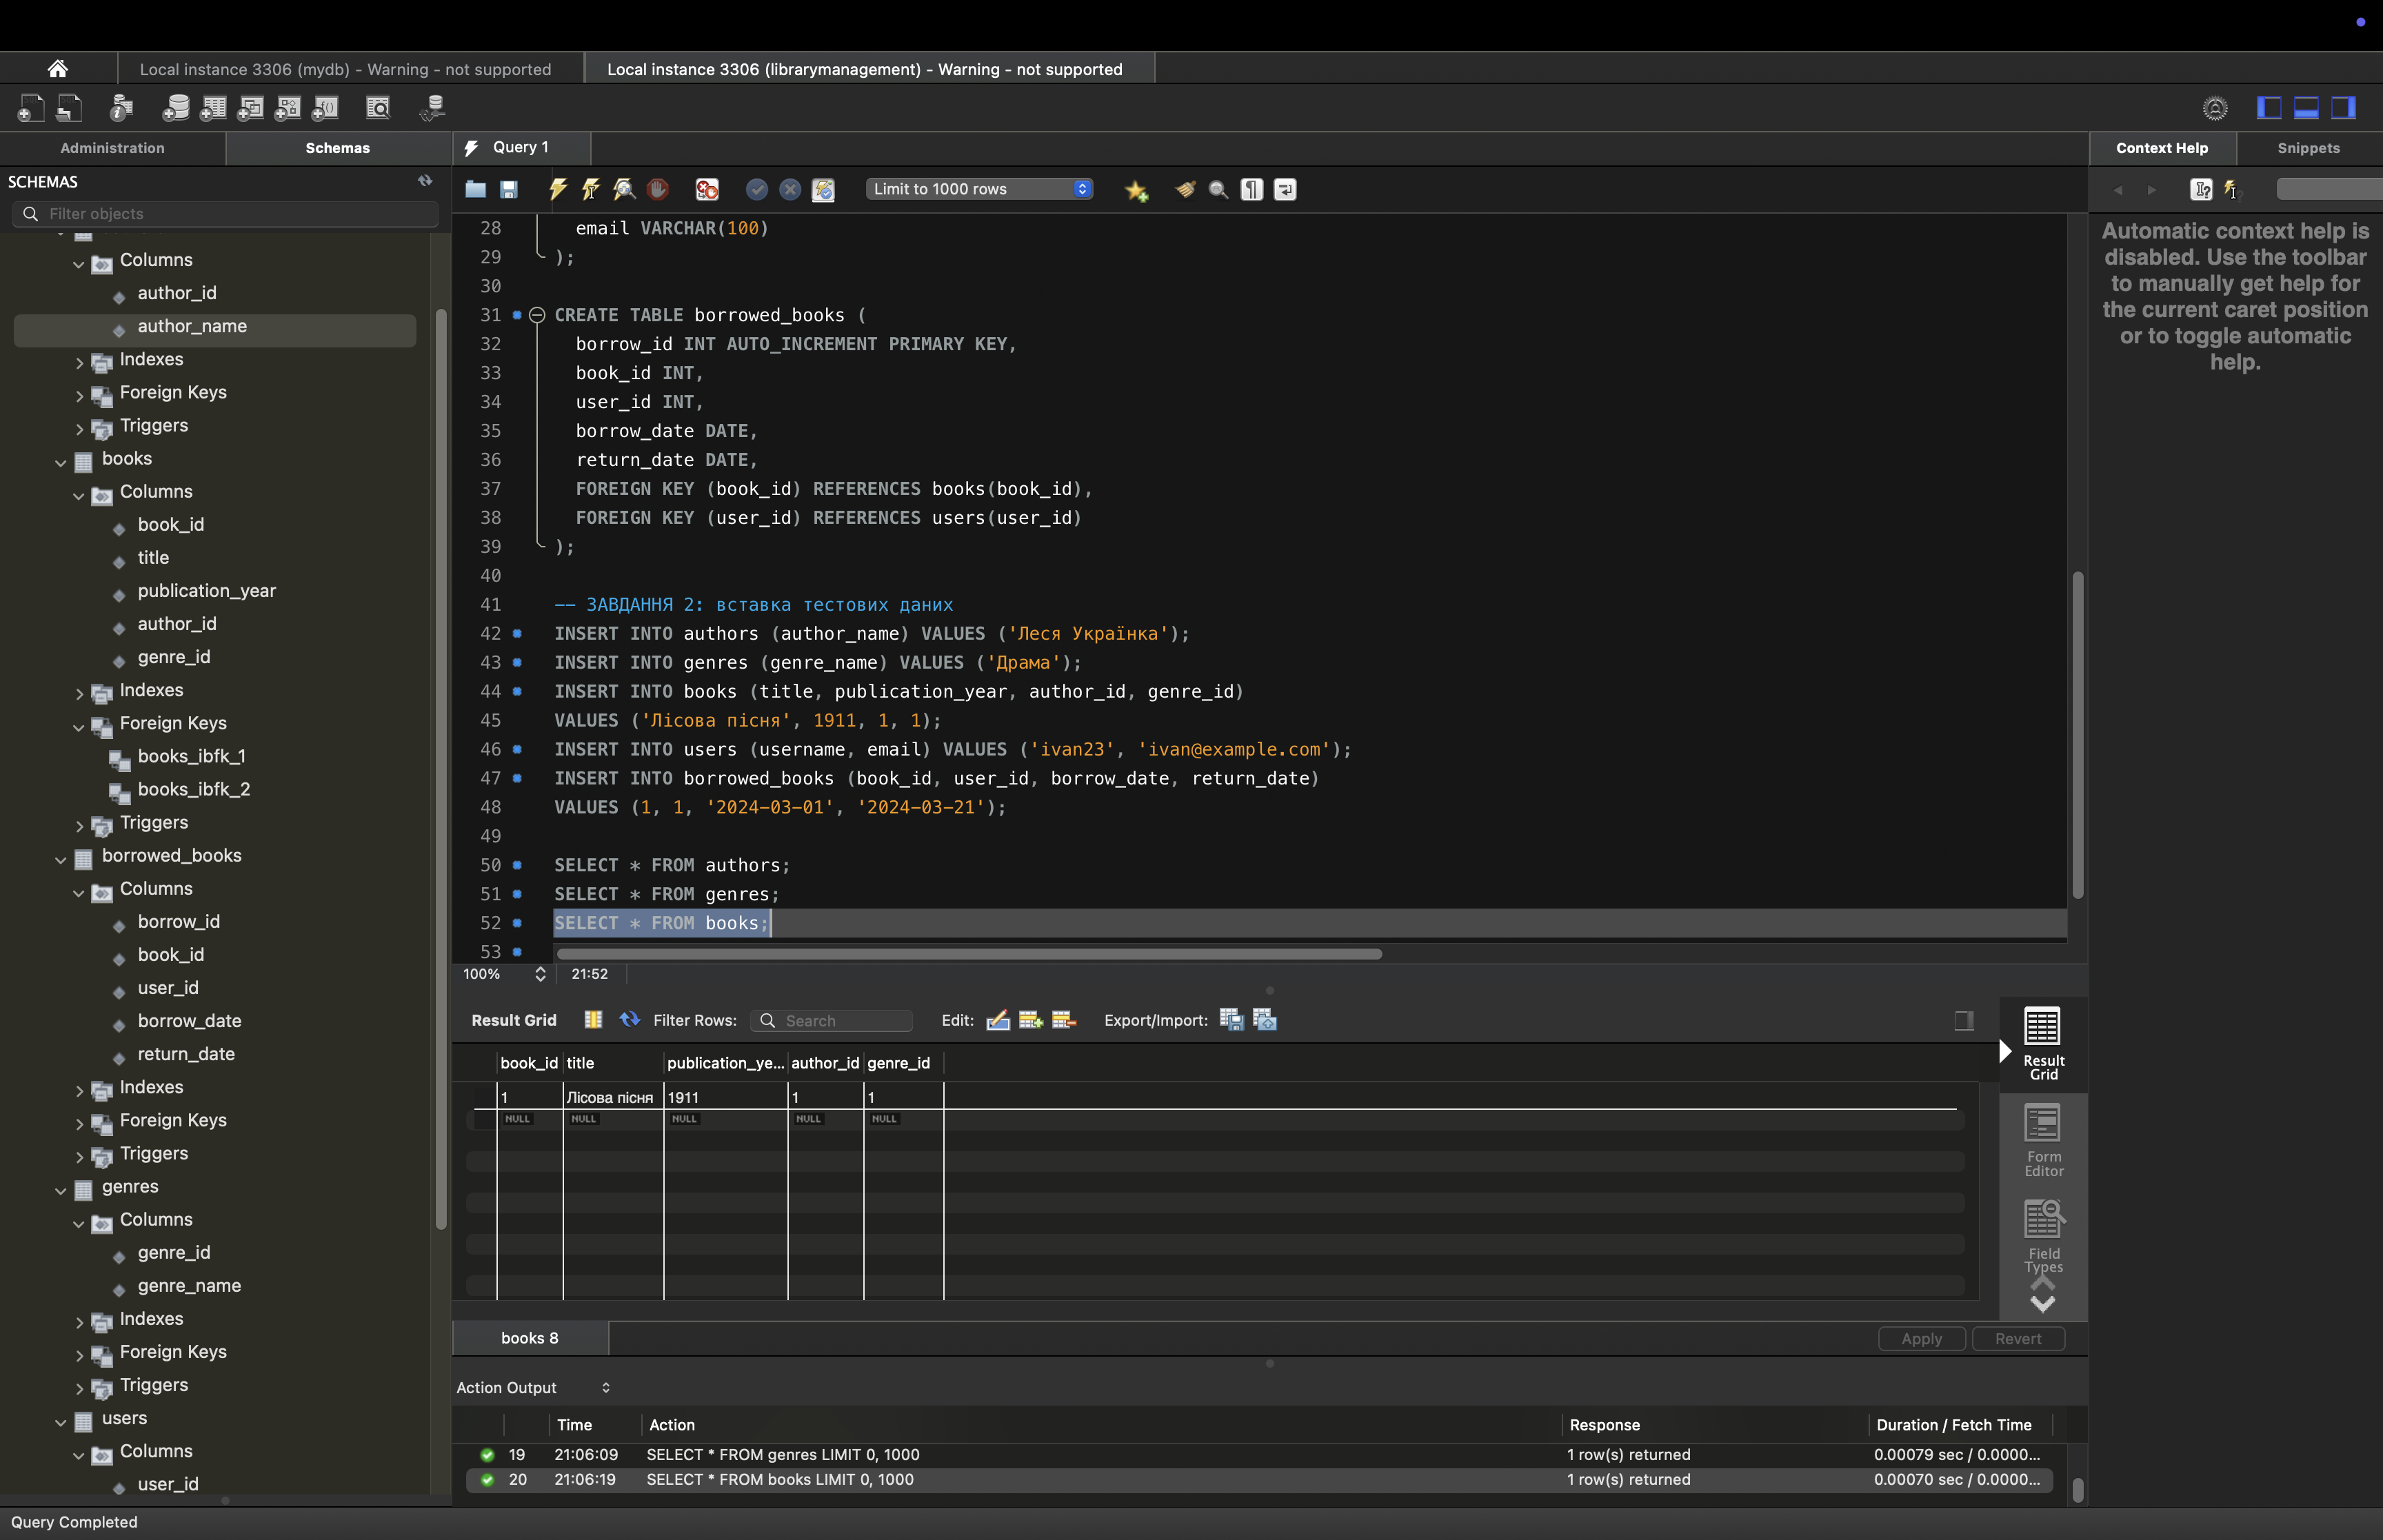 Local instance 3306 (mydb) - Warning - not supported
Local instance 3306 (librarymanagement) - Warning - not supported
Administration
Schemas
Query 1
Context Help
Snippets
SCHEMAS
Filter objects
Limit to 1000 rows
Columns
author_id
author_name
Indexes
Foreign Keys
Triggers
books
Columns
book_id
title
publication_year
author_id
genre_id
Indexes
Foreign Keys
books_ibfk_1
books_ibfk_2
Triggers
borrowed_books
Columns
borrow_id
book_id
user_id
borrow_date
return_date
Indexes
Foreign Keys
Triggers
genres
Columns
genre_id
genre_name
Indexes
Foreign Keys
Triggers
users
Columns
user_id
28 email VARCHAR(100)
29 );
30
31 CREATE TABLE borrowed_books (
32 borrow_id INT AUTO_INCREMENT PRIMARY KEY,
33 book_id INT,
34 user_id INT,
35 borrow_date DATE,
36 return_date DATE,
37 FOREIGN KEY (book_id) REFERENCES books(book_id),
38 FOREIGN KEY (user_id) REFERENCES users(user_id)
39 );
40
41 -- ЗАВДАННЯ 2: вставка тестових даних
42 INSERT INTO authors (author_name) VALUES ('Леся Українка');
43 INSERT INTO genres (genre_name) VALUES ('Драма');
44 INSERT INTO books (title, publication_year, author_id, genre_id)
45 VALUES ('Лісова пісня', 1911, 1, 1);
46 INSERT INTO users (username, email) VALUES ('ivan23', 'ivan@example.com');
47 INSERT INTO borrowed_books (book_id, user_id, borrow_date, return_date)
48 VALUES (1, 1, '2024-03-01', '2024-03-21');
49
50 SELECT * FROM authors;
51 SELECT * FROM genres;
52 SELECT * FROM books;
53
100% 21:52
Automatic context help is
disabled. Use the toolbar
to manually get help for
the current caret position
or to toggle automatic
help.
Result Grid Filter Rows: Search Edit: Export/Import:
book_id title publication_ye... author_id genre_id
1 Лісова пісня 1911 1 1
NULL NULL NULL NULL NULL
Result
Grid
Form
Editor
Field
Types
books 8
Apply Revert
Action Output
Time Action Response Duration / Fetch Time
19 21:06:09 SELECT * FROM genres LIMIT 0, 1000 1 row(s) returned 0.00079 sec / 0.0000...
20 21:06:19 SELECT * FROM books LIMIT 0, 1000 1 row(s) returned 0.00070 sec / 0.0000...
Query Completed